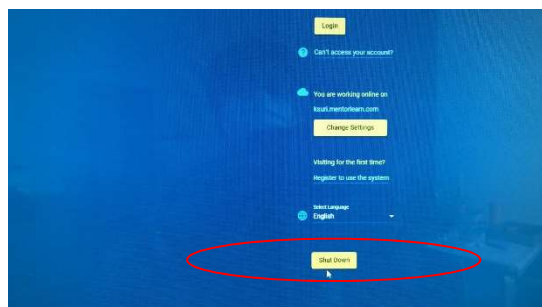 Login
Can't access your account?
You are working online on
ksuri.mentorlearn.com
Change Settings
Visiting for the first time?
Register to use the system
Select Language
English
Shut Down